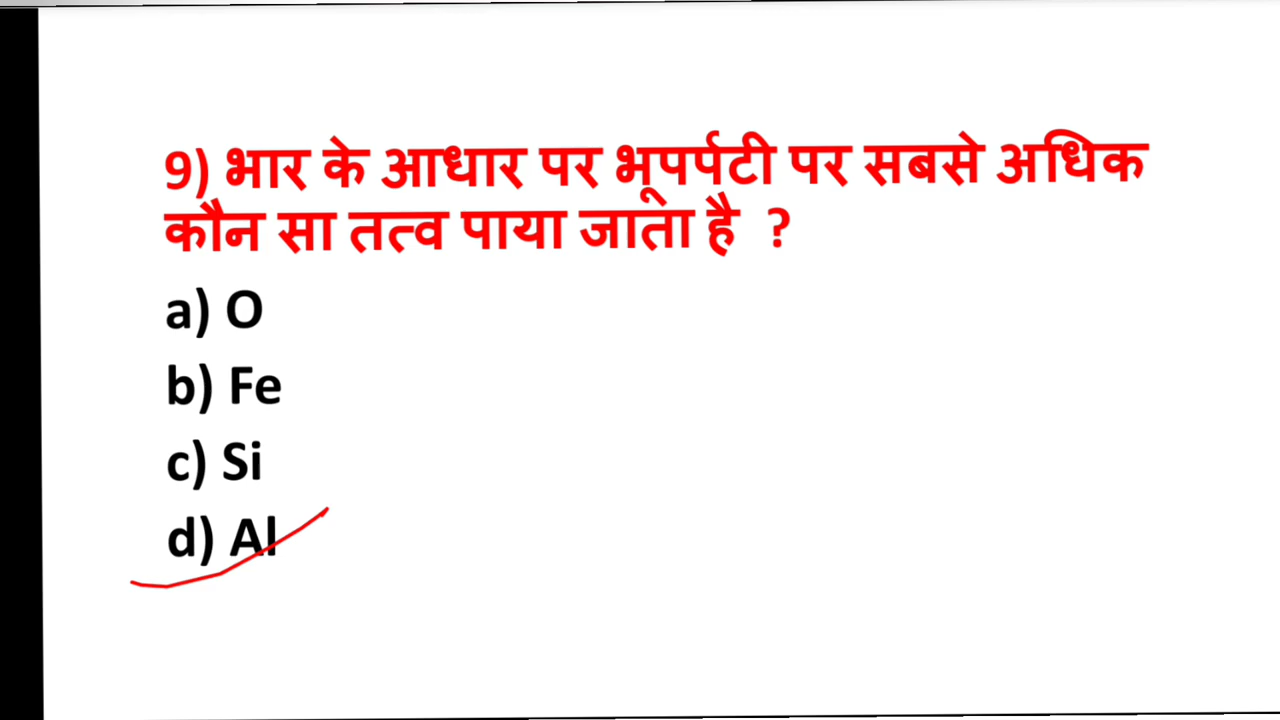 9) भार के आधार पर भूपर्पटी पर सबसे अधिक
कौन सा तत्व पाया जाता है ?
a) O
b) Fe
c) Si
d) Al